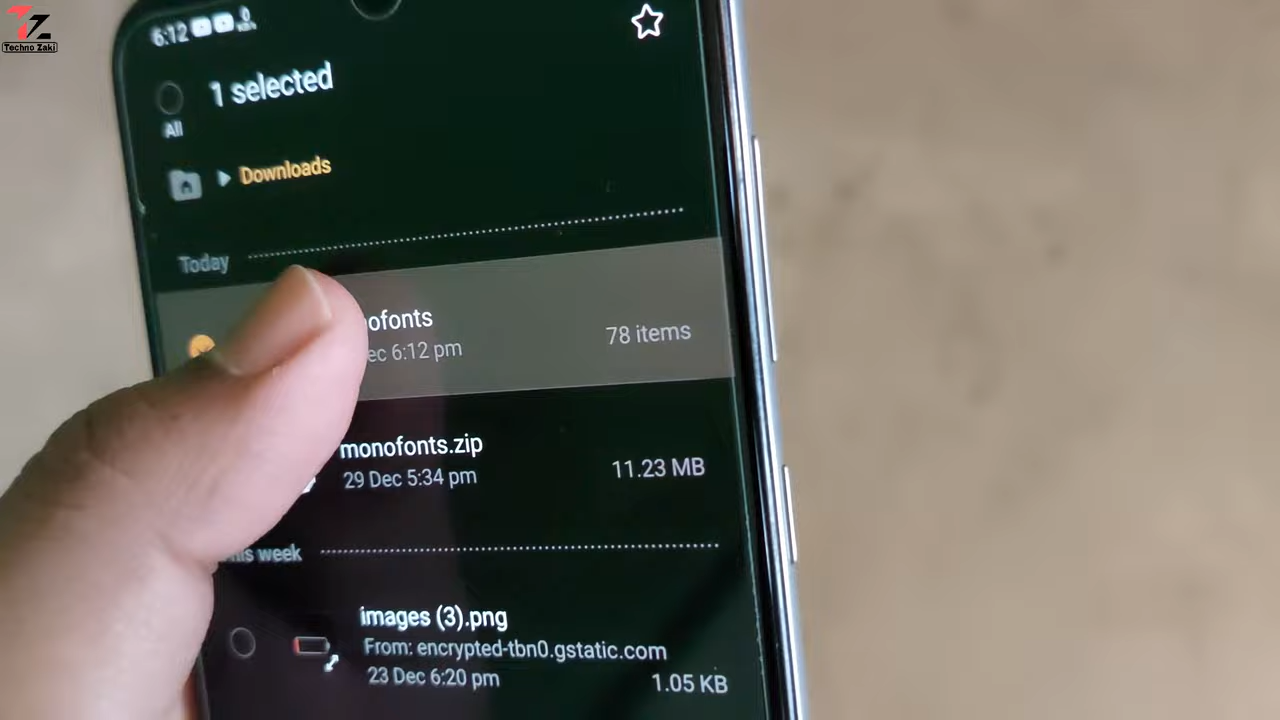 TZ
Techno Zaki
6:12
1 selected
All
Downloads
Today
ofonts
78 items
ec 6:12 pm
monofonts.zip
29 Dec 5:34 pm
11.23 MB
his week
images (3).png
From: encrypted-tbn0.gstatic.com
23 Dec 6:20 pm
1.05 KB